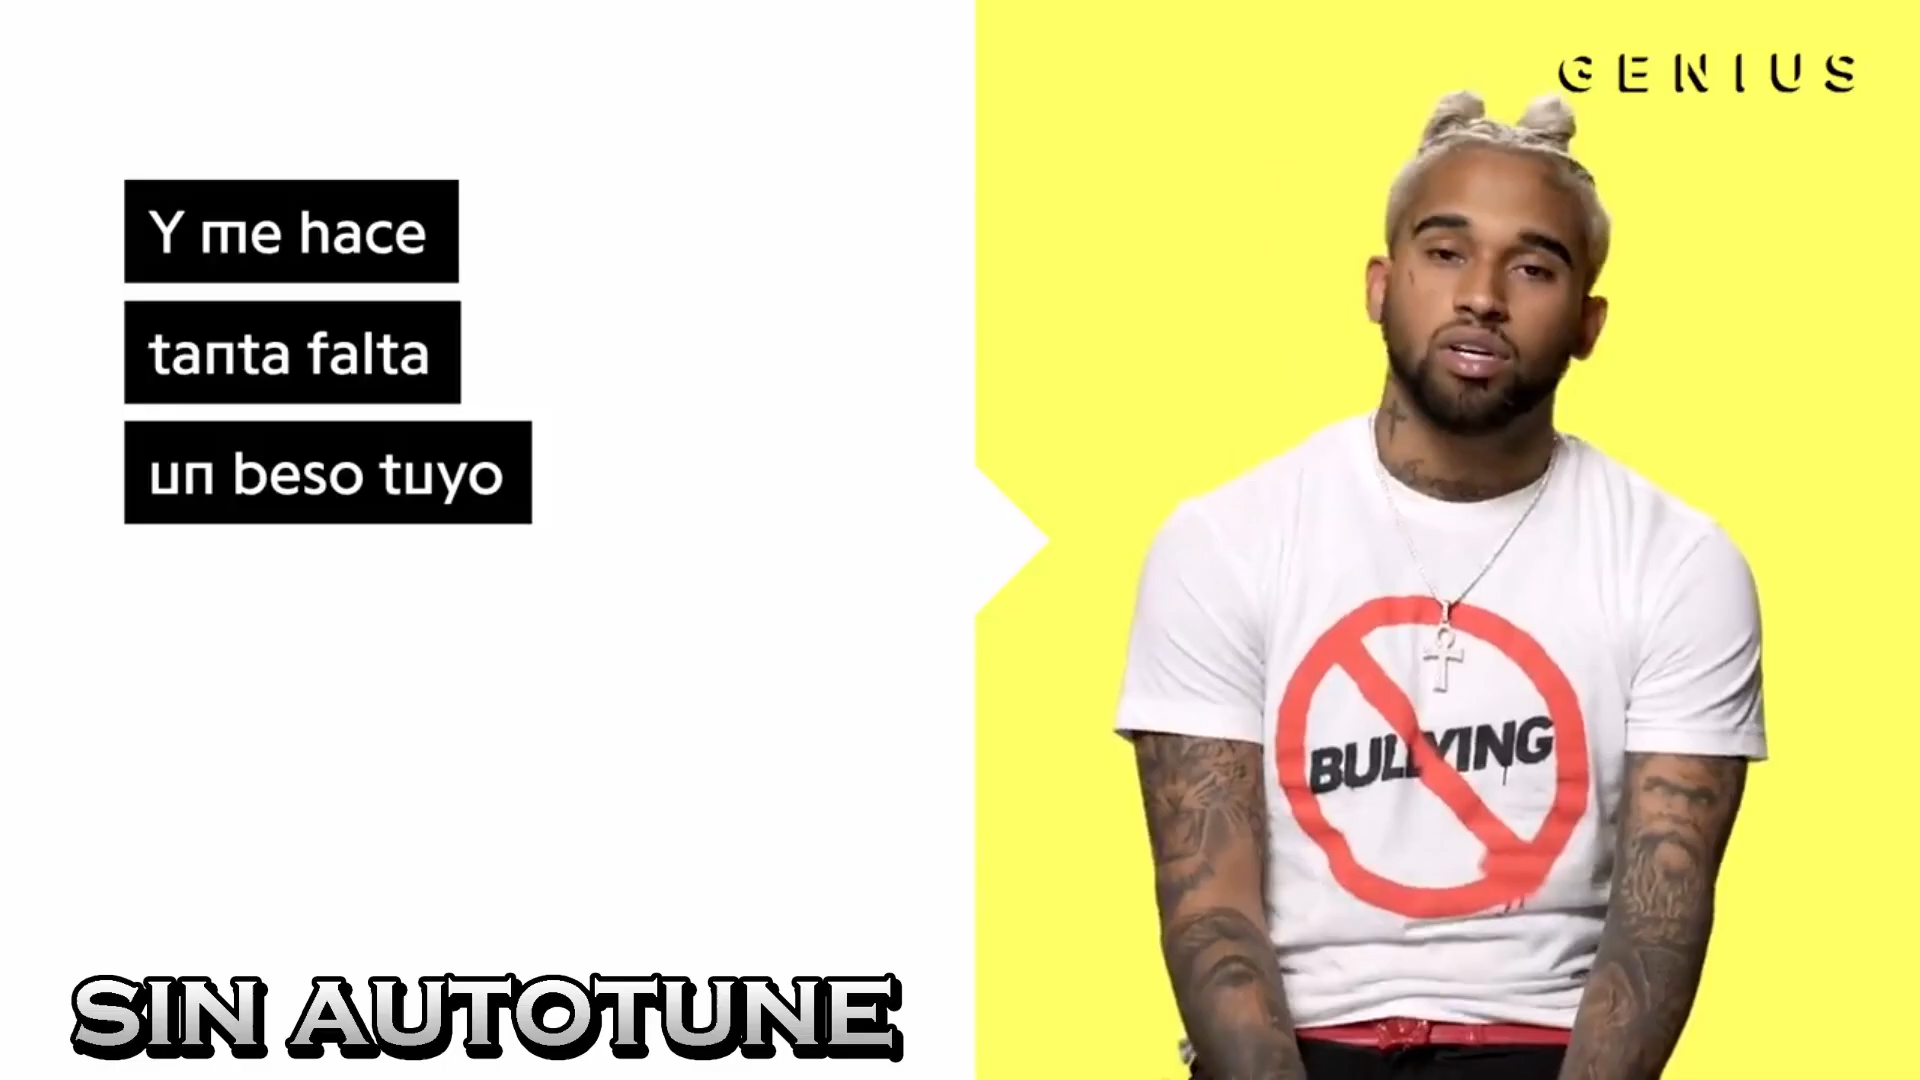 GENIUS
Y me hace
tanta falta
un beso tuyo
BULLYING
SIN AUTOTUNE